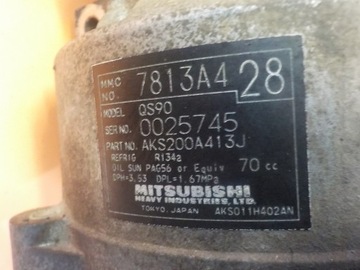 MMC NO 7813A428
MODEL QS90
SER NO. 0025745
PART NO. AKS200A413J
REFRIG R134a
OIL SUN PAG56 or Equiv 70 cc
DPH=3.53 DPL=1.67MPa
MITSUBISHI
HEAVY INDUSTRIES, LTD.
TOKYO, JAPAN AKS011H402AN